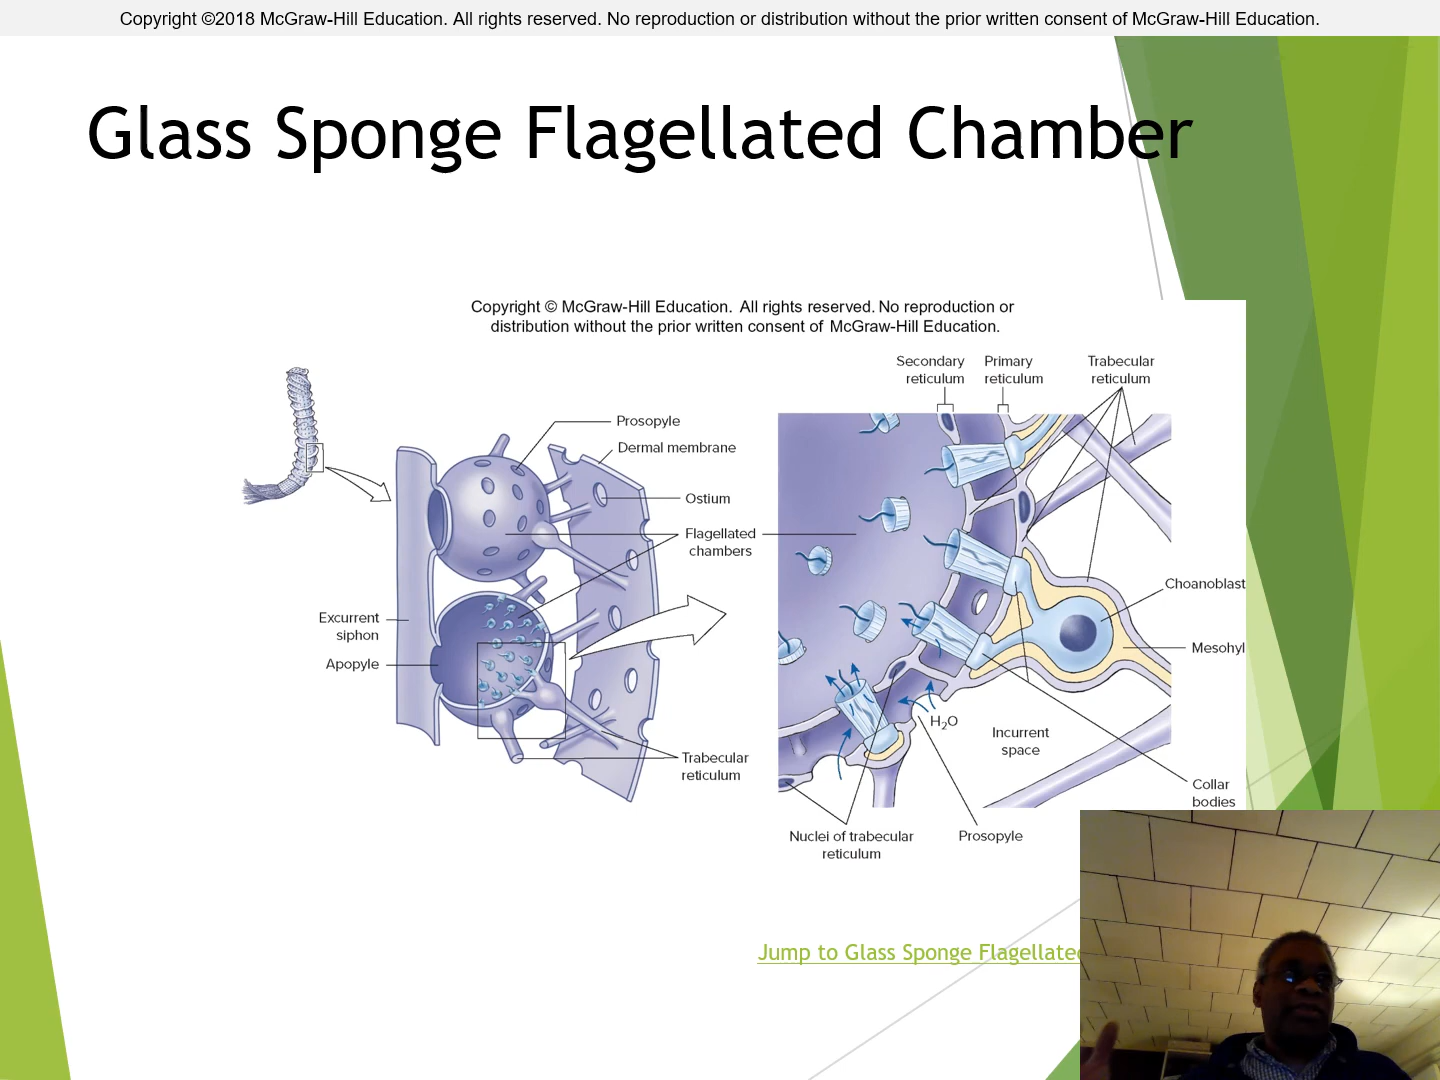 Copyright ©2018 McGraw-Hill Education. All rights reserved. No reproduction or distribution without the prior written consent of McGraw-Hill Education.
Glass Sponge Flagellated Chamber
Copyright © McGraw-Hill Education. All rights reserved. No reproduction or
distribution without the prior written consent of McGraw-Hill Education.
Secondary
reticulum
Primary
reticulum
Trabecular
reticulum
Prosopyle
Dermal membrane
Ostium
Flagellated
chambers
Excurrent
siphon
Apopyle
Trabecular
reticulum
Choanoblast
Mesohyl
H₂O
Incurrent
space
Collar
bodies
Nuclei of trabecular
reticulum
Prosopyle
Jump to Glass Sponge Flagellated